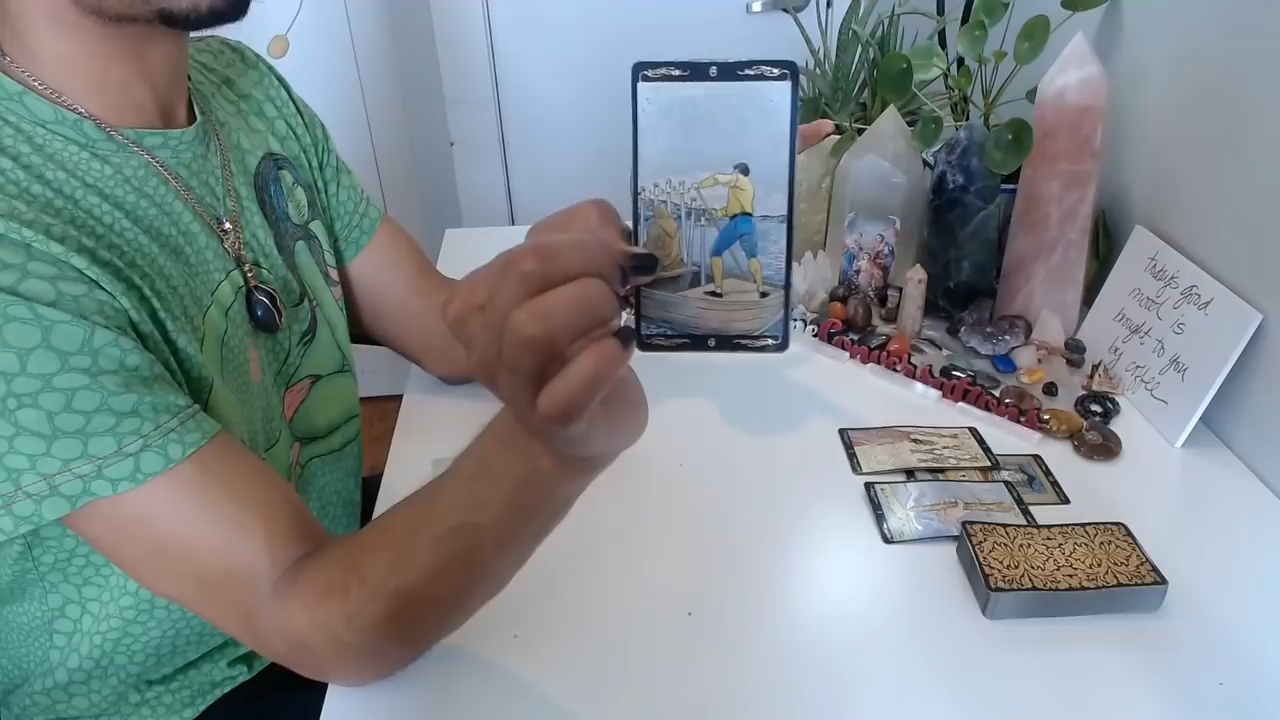 6
6
today's good
mood is
brought to you
by coffee